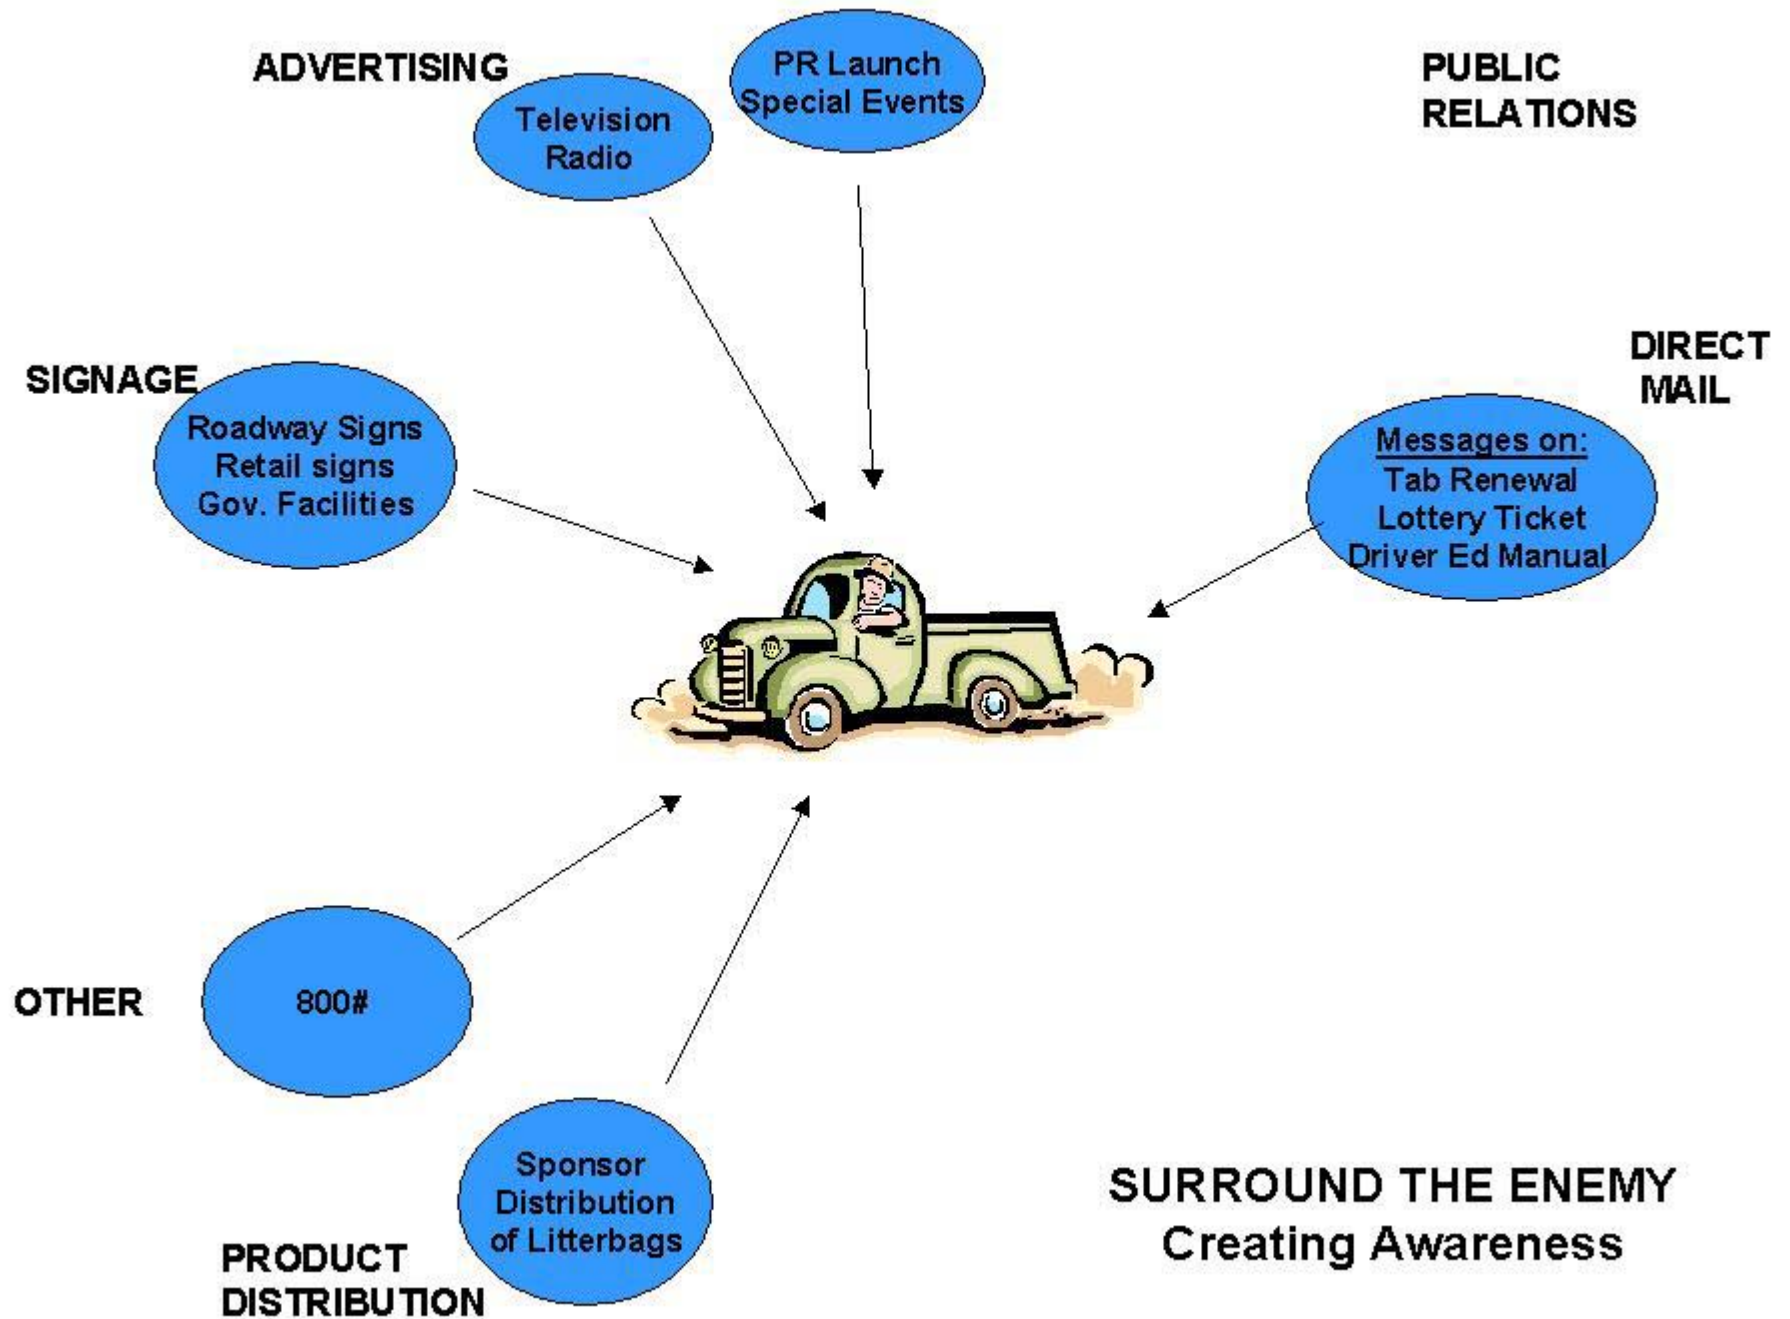 ADVERTISING
Television
Radio
PR Launch
Special Events
PUBLIC
RELATIONS
SIGNAGE
Roadway Signs
Retail signs
Gov. Facilities
DIRECT
MAIL
Messages on:
Tab Renewal
Lottery Ticket
Driver Ed Manual
OTHER
800#
Sponsor
Distribution
of Litterbags
PRODUCT
DISTRIBUTION
SURROUND THE ENEMY
Creating Awareness